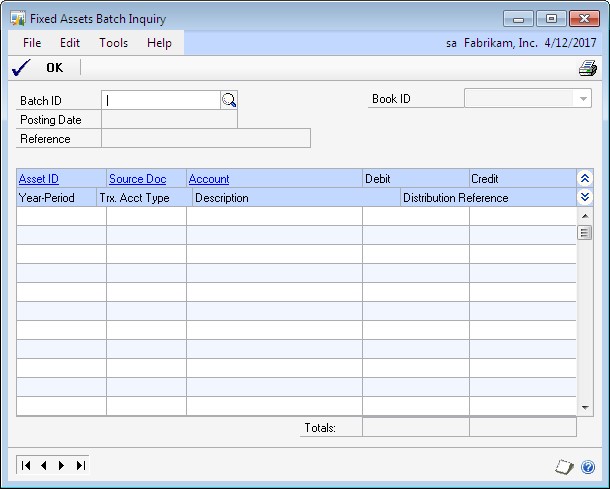 Fixed Assets Batch Inquiry
File Edit Tools Help sa Fabrikam, Inc. 4/12/2017
OK
Batch ID Book ID
Posting Date
Reference
Asset ID Source Doc Account Debit Credit
Year-Period Trx. Acct Type Description Distribution Reference
Totals: